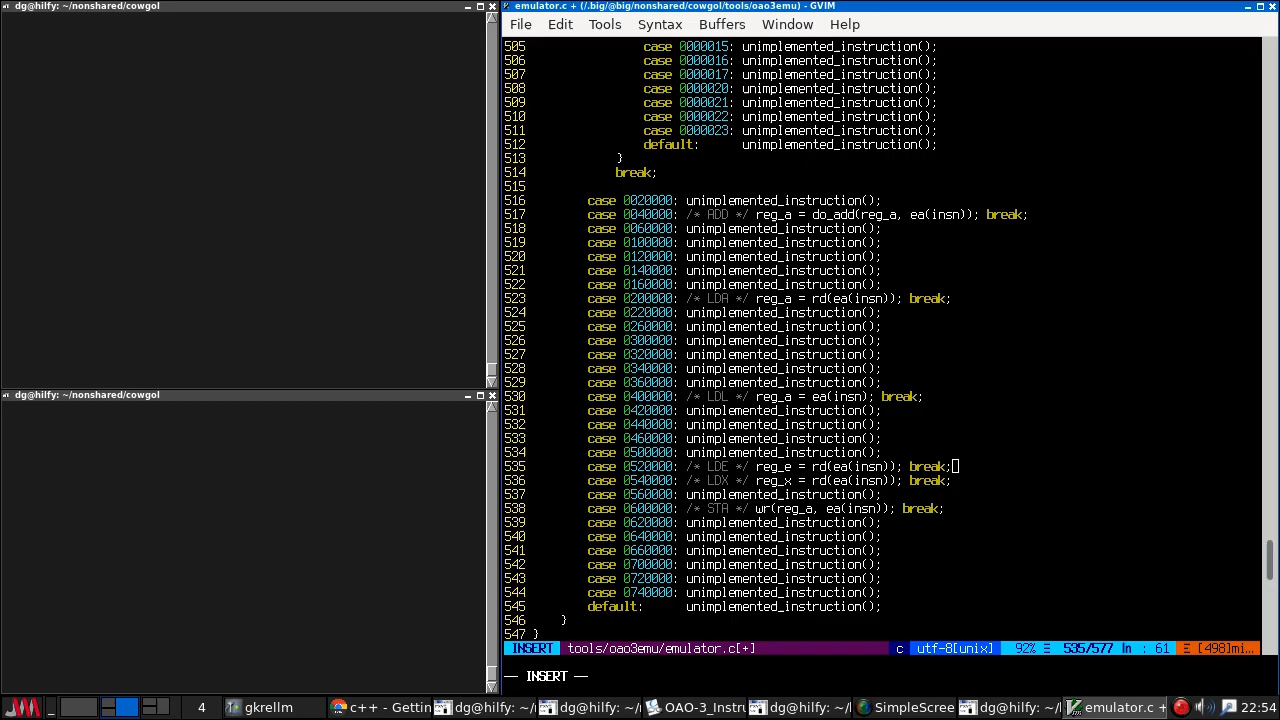 dg@hilfy: ~/nonshared/cowgol
emulator.c + (/.big/@big/nonshared/cowgol/tools/oao3emu) - GVIM
File Edit Tools Syntax Buffers Window Help
505 case 0000015: unimplemented_instruction();
506 case 0000016: unimplemented_instruction();
507 case 0000017: unimplemented_instruction();
508 case 0000020: unimplemented_instruction();
509 case 0000021: unimplemented_instruction();
510 case 0000022: unimplemented_instruction();
511 case 0000023: unimplemented_instruction();
512 default: unimplemented_instruction();
513 }
514 break;
515
516 case 0020000: unimplemented_instruction();
517 case 0040000: /* ADD */ reg_a = do_add(reg_a, ea(insn)); break;
518 case 0060000: unimplemented_instruction();
519 case 0100000: unimplemented_instruction();
520 case 0120000: unimplemented_instruction();
521 case 0140000: unimplemented_instruction();
522 case 0160000: unimplemented_instruction();
523 case 0200000: /* LDA */ reg_a = rd(ea(insn)); break;
524 case 0220000: unimplemented_instruction();
525 case 0260000: unimplemented_instruction();
526 case 0300000: unimplemented_instruction();
527 case 0320000: unimplemented_instruction();
528 case 0340000: unimplemented_instruction();
529 case 0360000: unimplemented_instruction();
530 case 0400000: /* LDL */ reg_a = ea(insn); break;
531 case 0420000: unimplemented_instruction();
532 case 0440000: unimplemented_instruction();
533 case 0460000: unimplemented_instruction();
534 case 0500000: unimplemented_instruction();
535 case 0520000: /* LDE */ reg_e = rd(ea(insn)); break;
536 case 0540000: /* LDX */ reg_x = rd(ea(insn)); break;
537 case 0560000: unimplemented_instruction();
538 case 0600000: /* STA */ wr(reg_a, ea(insn)); break;
539 case 0620000: unimplemented_instruction();
540 case 0640000: unimplemented_instruction();
541 case 0660000: unimplemented_instruction();
542 case 0700000: unimplemented_instruction();
543 case 0720000: unimplemented_instruction();
544 case 0740000: unimplemented_instruction();
545 default: unimplemented_instruction();
546 }
547 }
INSERT tools/oao3emu/emulator.c[+] c utf-8[unix] 92% Ξ 535/577 ln : 61 Ξ [498]mi…
-- INSERT --
dg@hilfy: ~/nonshared/cowgol
4 gkrellm c++ - Gettin dg@hilfy: ~/ dg@hilfy: ~/ OAO-3_Instru dg@hilfy: ~/ SimpleScree dg@hilfy: ~/ emulator.c + 22:54